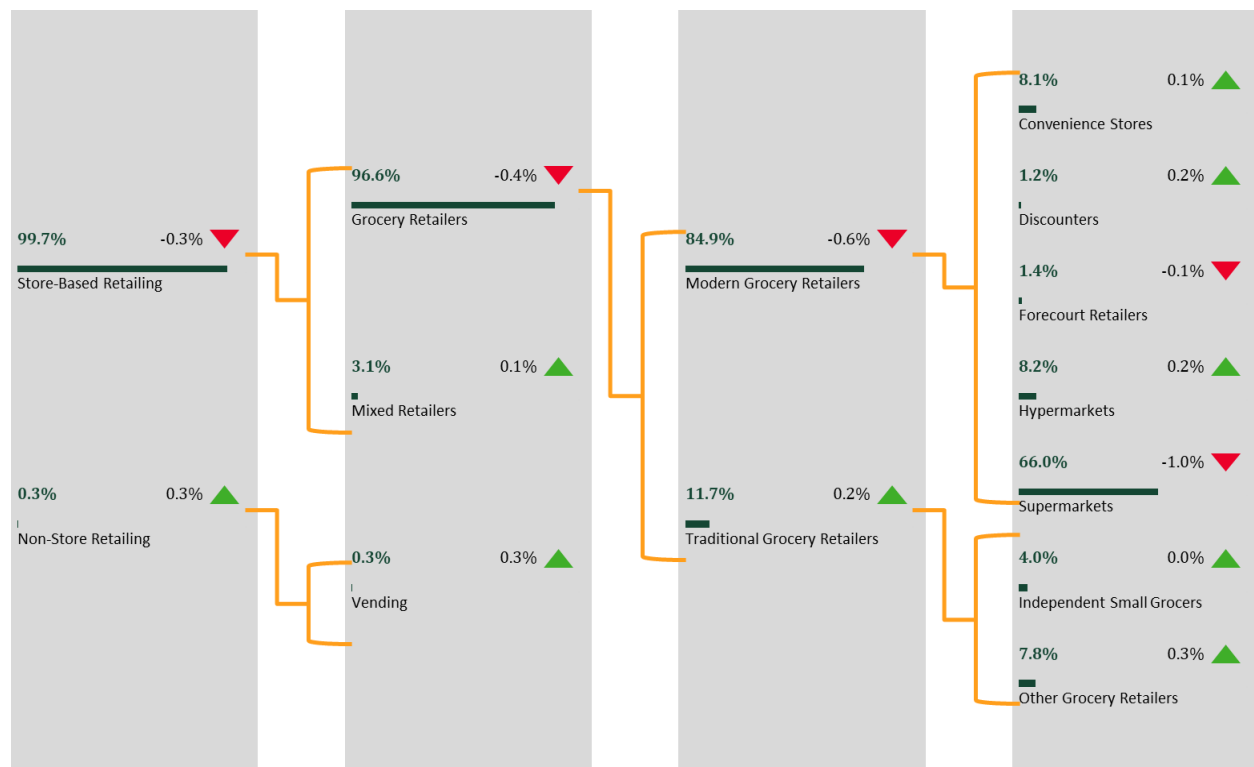 99.7% -0.3%
Store-Based Retailing
0.3% 0.3%
Non-Store Retailing
96.6% -0.4%
Grocery Retailers
3.1% 0.1%
Mixed Retailers
0.3% 0.3%
Vending
84.9% -0.6%
Modern Grocery Retailers
11.7% 0.2%
Traditional Grocery Retailers
8.1% 0.1%
Convenience Stores
1.2% 0.2%
Discounters
1.4% -0.1%
Forecourt Retailers
8.2% 0.2%
Hypermarkets
66.0% -1.0%
Supermarkets
4.0% 0.0%
Independent Small Grocers
7.8% 0.3%
Other Grocery Retailers